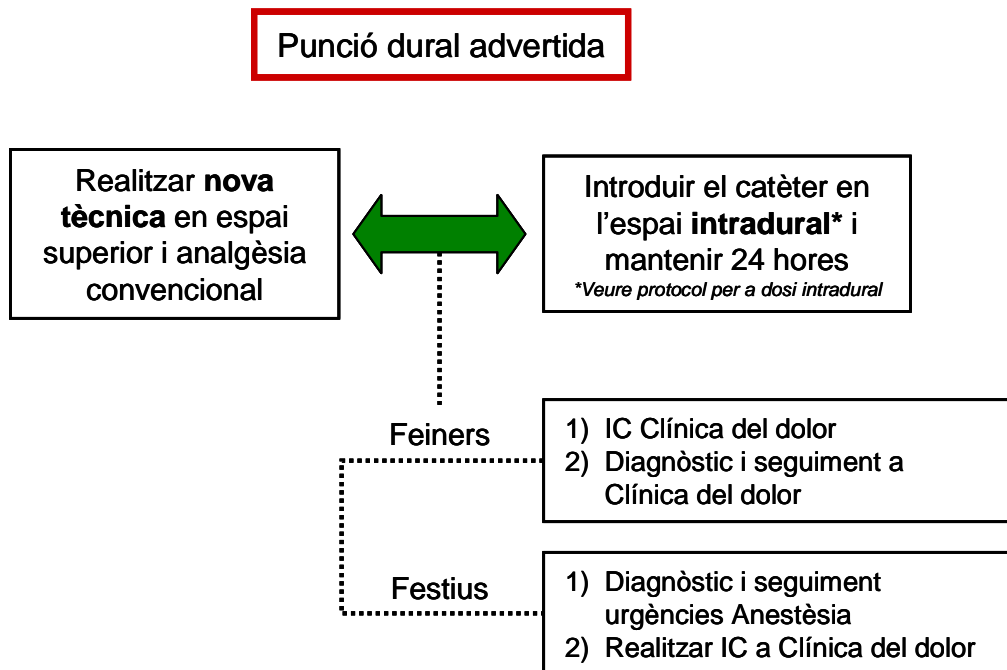 Punció dural advertida
Realitzar nova
tècnica en espai
superior i analgèsia
convencional
Introduir el catèter en
l'espai intradural* i
mantenir 24 hores
*Veure protocol per a dosi intradural
Feiners
1) IC Clínica del dolor
2) Diagnòstic i seguiment a
Clínica del dolor
Festius
1) Diagnòstic i seguiment
urgències Anestèsia
2) Realitzar IC a Clínica del dolor